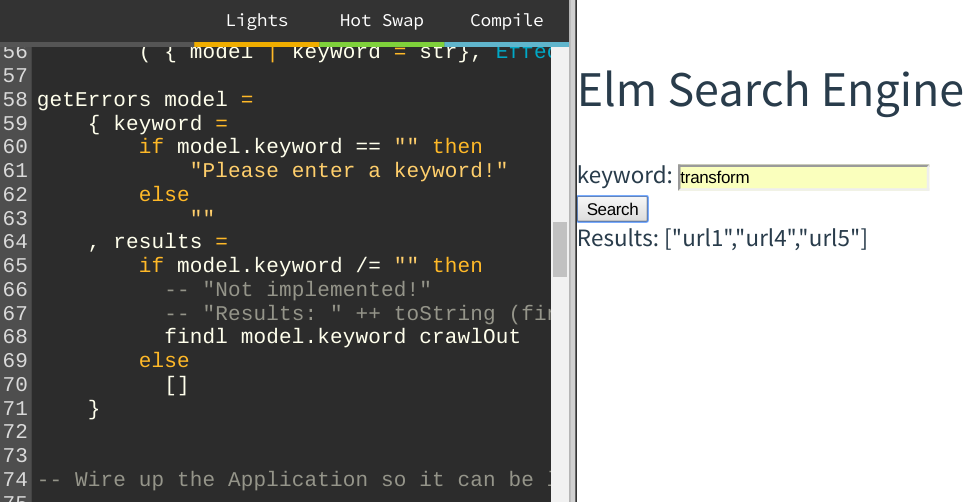 Lights Hot Swap Compile
56 ( { model | keyword = str},
57
58 getErrors model =
59 { keyword =
60 if model.keyword == "" then
61 "Please enter a keyword!"
62 else
63 ""
64 , results =
65 if model.keyword /= "" then
66 -- "Not implemented!"
67 -- "Results: " ++ toString (fin
68 findl model.keyword crawlOut
69 else
70 []
71 }
72
73
74 -- Wire up the Application so it can be
75
Elm Search Engine
keyword: transform
Search
Results: ["url1","url4","url5"]